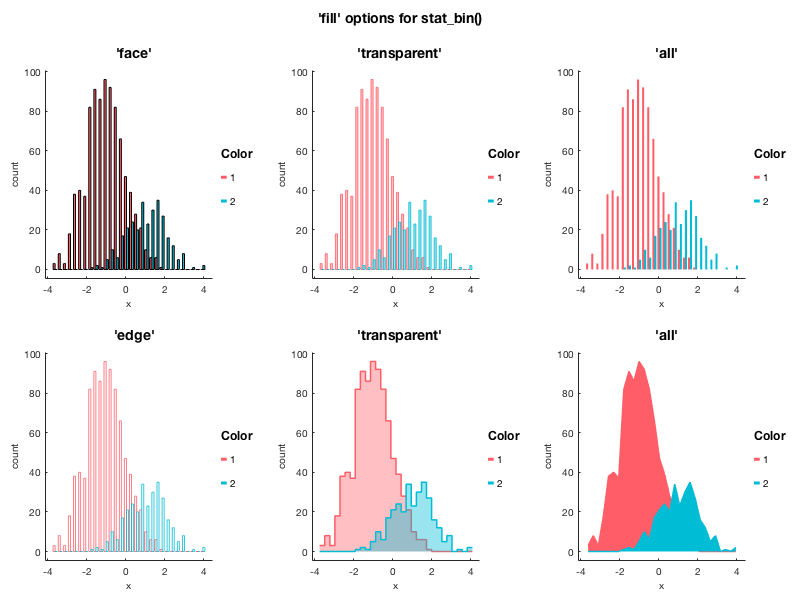 'fill' options for stat_bin()
'face' 'transparent' 'all'
100 100 100
80 80 80
Color Color Color
count 60 count 60 count 60
1 1 1
40 40 40
2 2 2
20 20 20
0 0 0
-4 -2 0 2 4 -4 -2 0 2 4 -4 -2 0 2 4
x x x
'edge' 'transparent' 'all'
100 100 100
80 80 80
Color Color Color
count 60 count 60 count 60
1 1 1
40 40 40
2 2 2
20 20 20
0 0 0
-4 -2 0 2 4 -4 -2 0 2 4 -4 -2 0 2 4
x x x